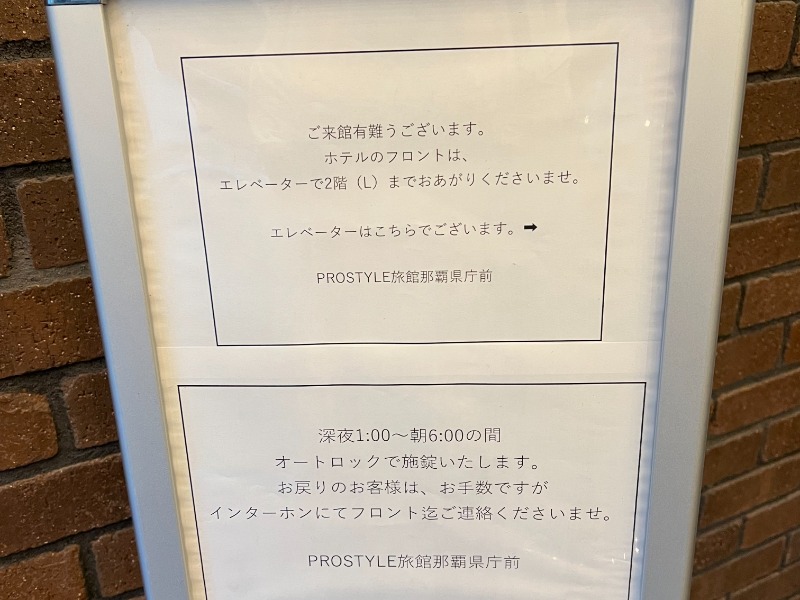 ご来館有難うございます。
ホテルのフロントは、
エレベーターで2階（L）までおあがりくださいませ。
エレベーターはこちらでございます。➡
PROSTYLE旅館那覇県庁前
深夜1:00～朝6:00の間
オートロックで施錠いたします。
お戻りのお客様は、お手数ですが
インターホンにてフロント迄ご連絡くださいませ。
PROSTYLE旅館那覇県庁前